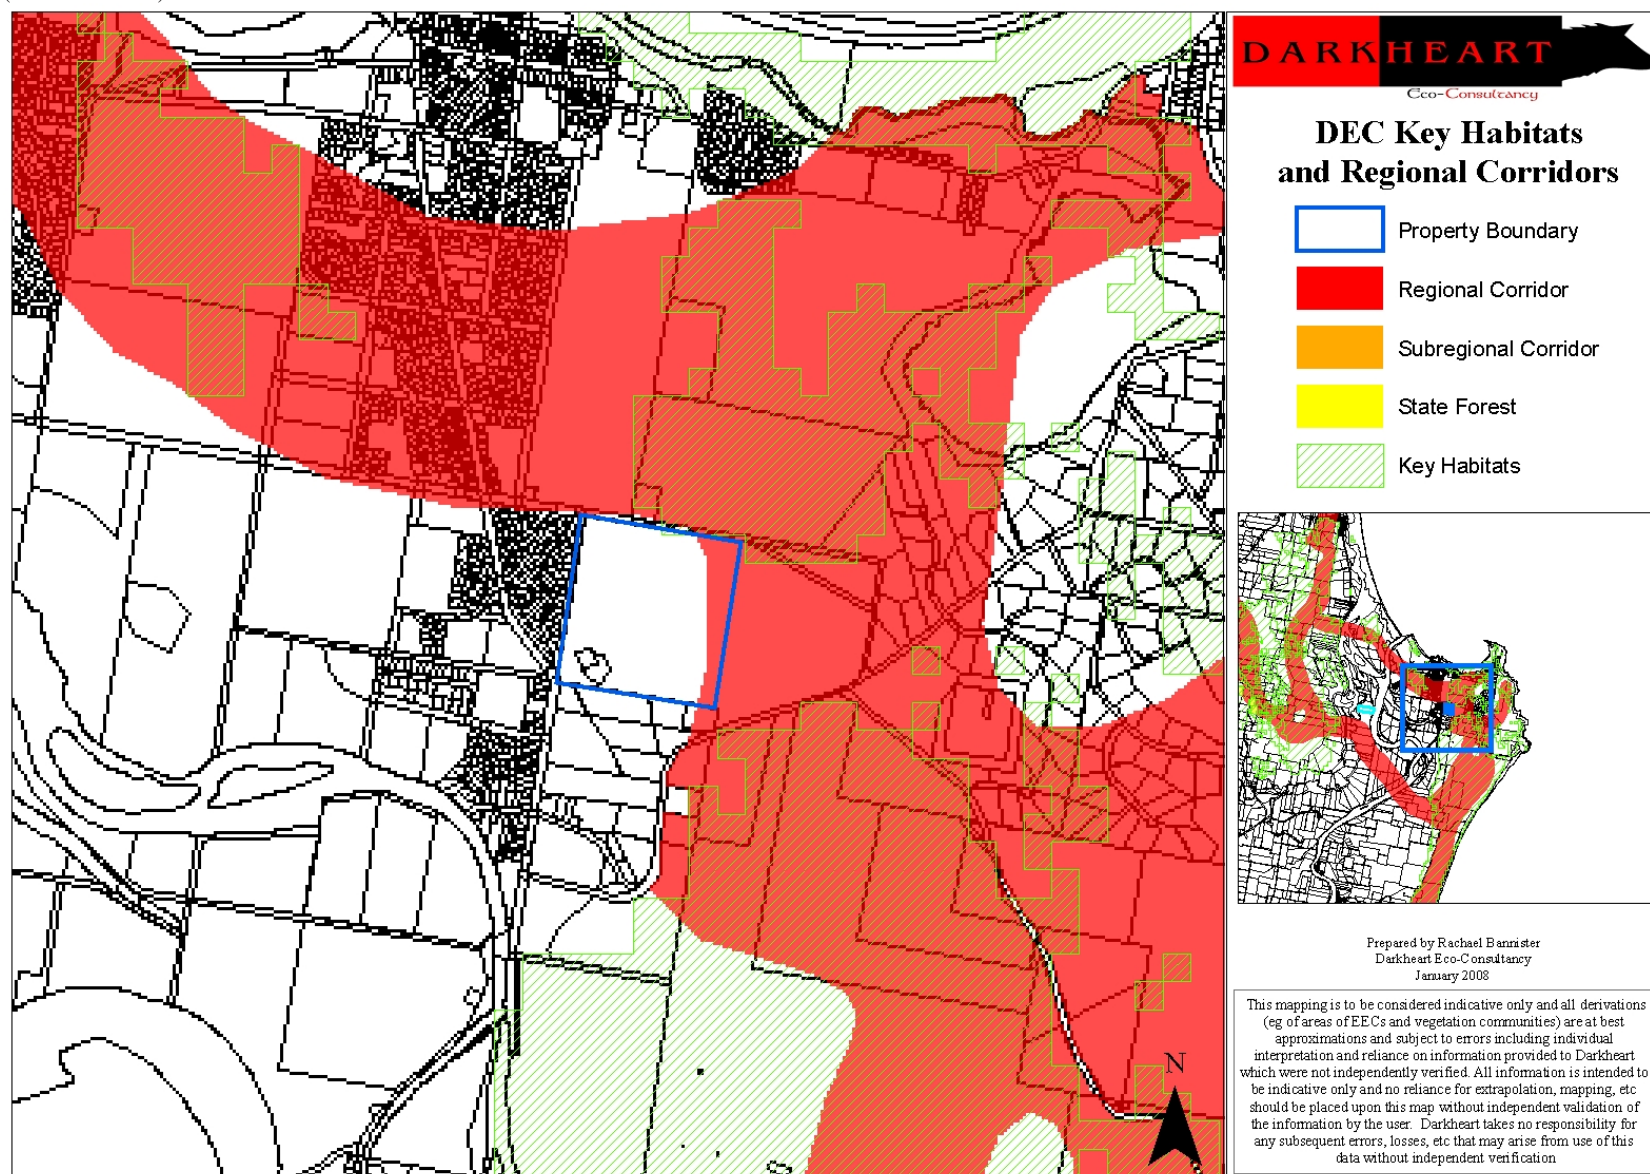 DARKHEART
Eco-Consultancy
DEC Key Habitats
and Regional Corridors
Property Boundary
Regional Corridor
Subregional Corridor
State Forest
Key Habitats
Prepared by Rachael Bannister
Darkheart Eco-Consultancy
January 2008
This mapping is to be considered indicative only and all derivations
(eg of areas of EECs and vegetation communities) are at best
approximations and subject to errors including individual
interpretation and reliance on information provided to Darkheart
which were not independently verified. All information is intended to
be indicative only and no reliance for extrapolation, mapping, etc
should be placed upon this map without independent validation of
the information by the user. Darkheart takes no responsibility for
any subsequent errors, losses, etc that may arise from use of this
data without independent verification
N